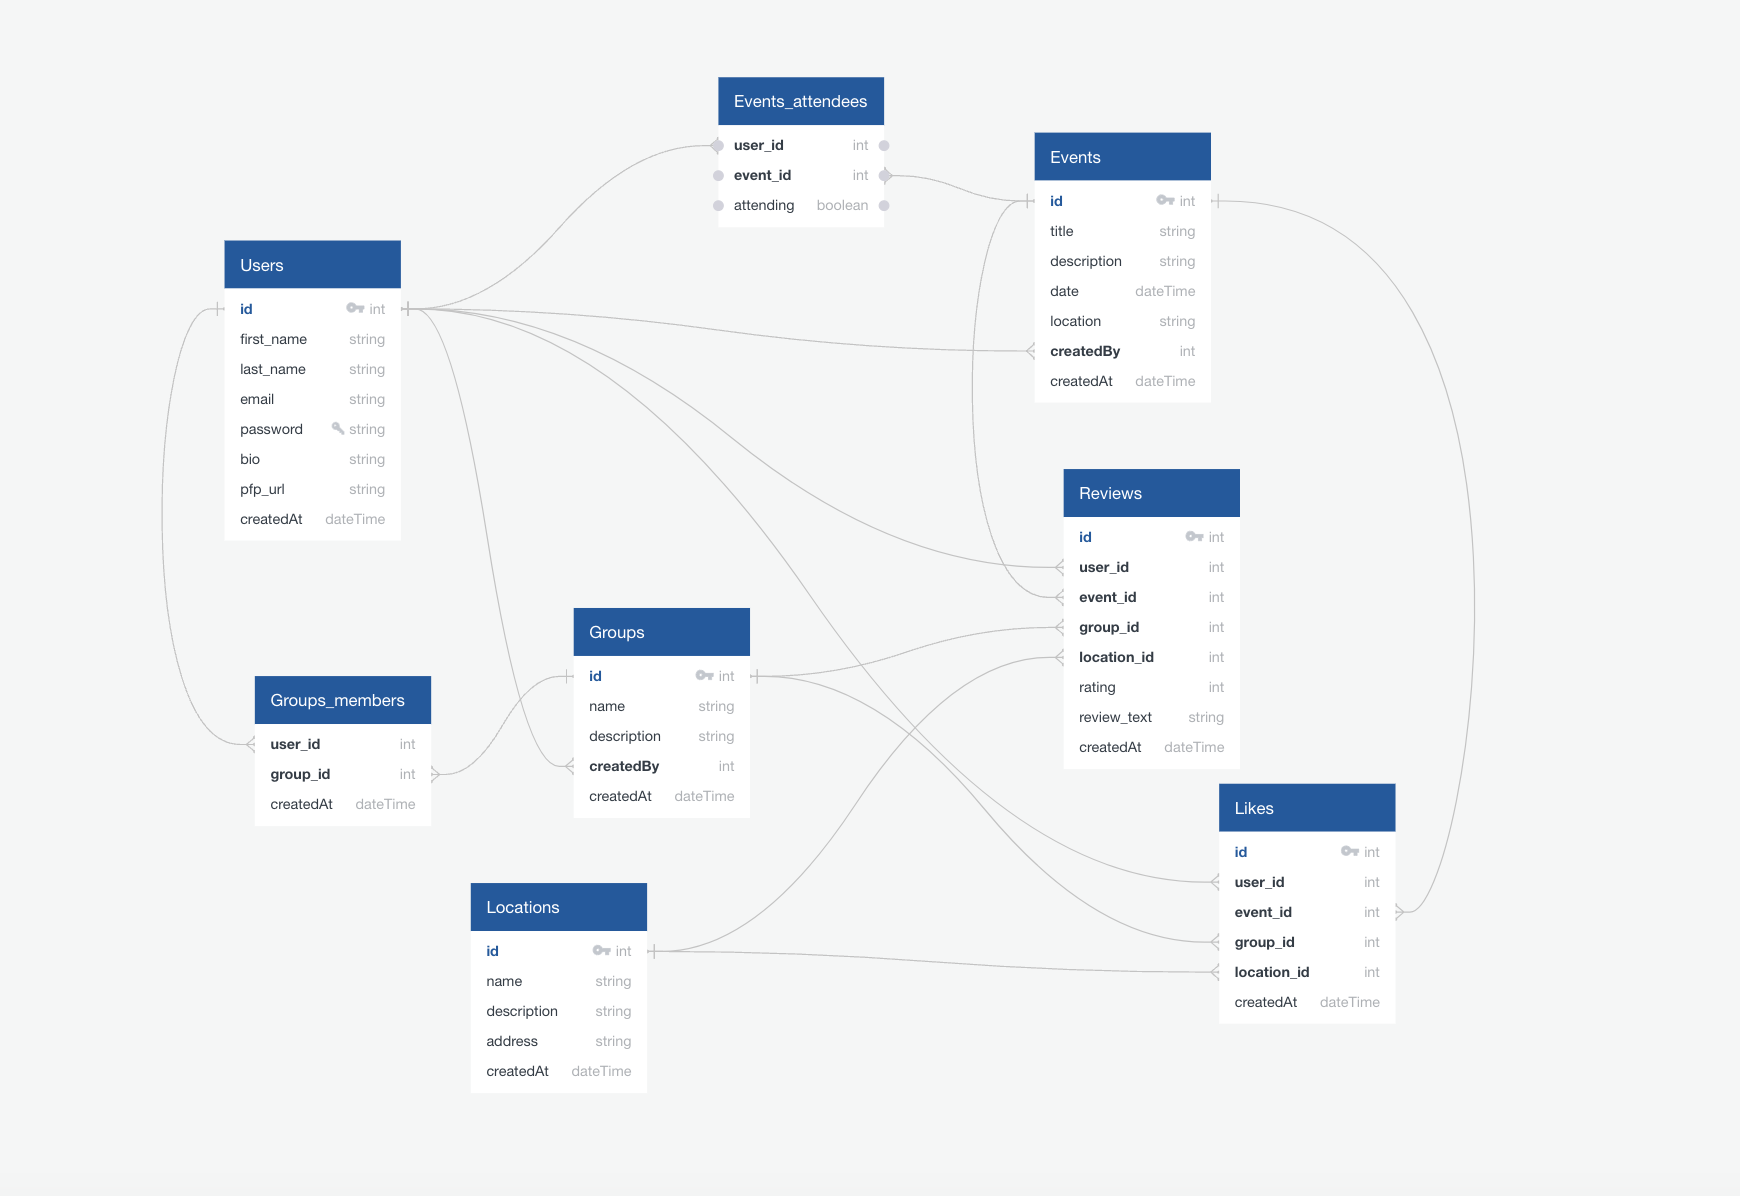 Events_attendees
user_id int
event_id int
attending boolean
Events
id int
title string
description string
date dateTime
location string
createdBy int
createdAt dateTime
Users
id int
first_name string
last_name string
email string
password string
bio string
pfp_url string
createdAt dateTime
Reviews
id int
user_id int
event_id int
group_id int
location_id int
rating int
review_text string
createdAt dateTime
Groups
id int
name string
description string
createdBy int
createdAt dateTime
Groups_members
user_id int
group_id int
createdAt dateTime
Likes
id int
user_id int
event_id int
group_id int
location_id int
createdAt dateTime
Locations
id int
name string
description string
address string
createdAt dateTime